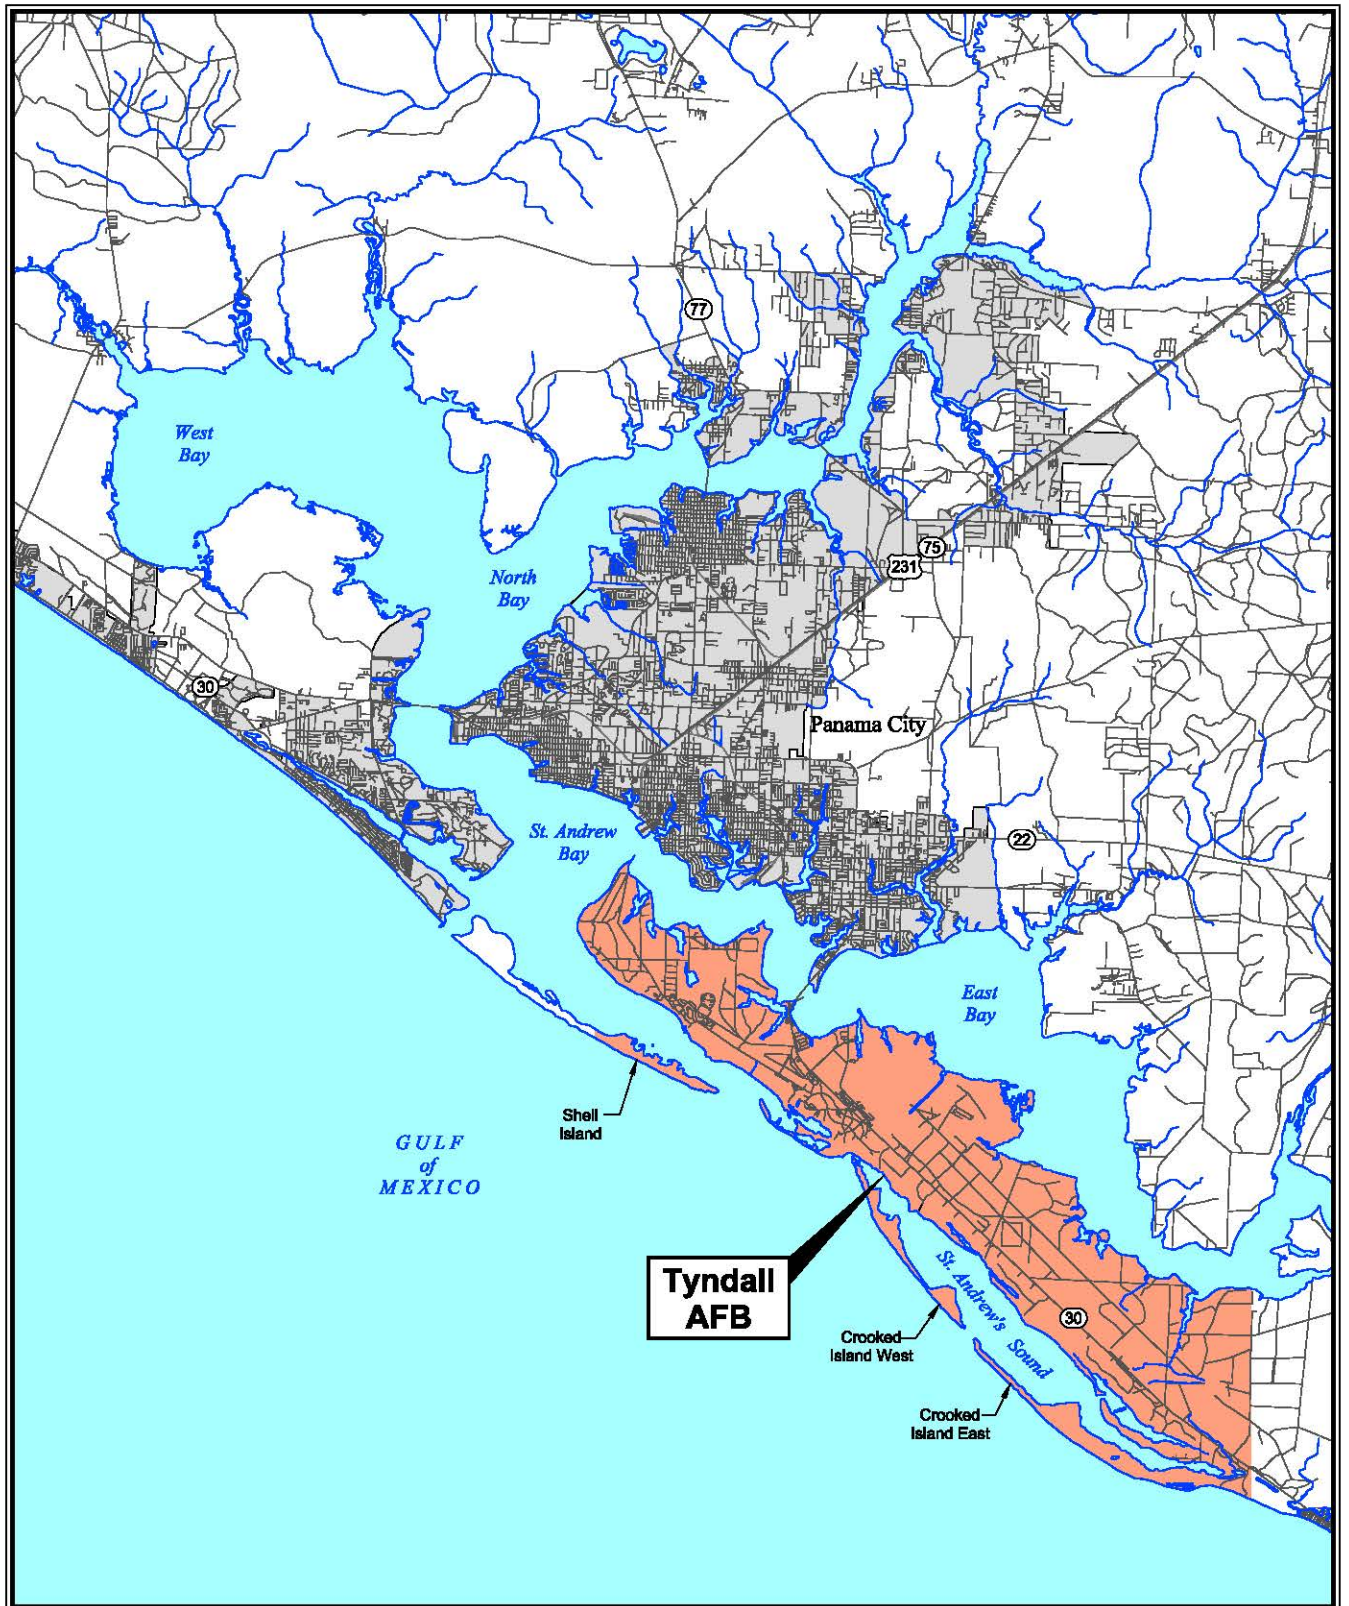 77
West
Bay
75
231
North
Bay
30
Panama City
St. Andrew
Bay
22
East
Bay
Shell
Island
GULF
of
MEXICO
Tyndall
AFB
St. Andrew's Sound
30
Crooked
Island West
Crooked
Island East